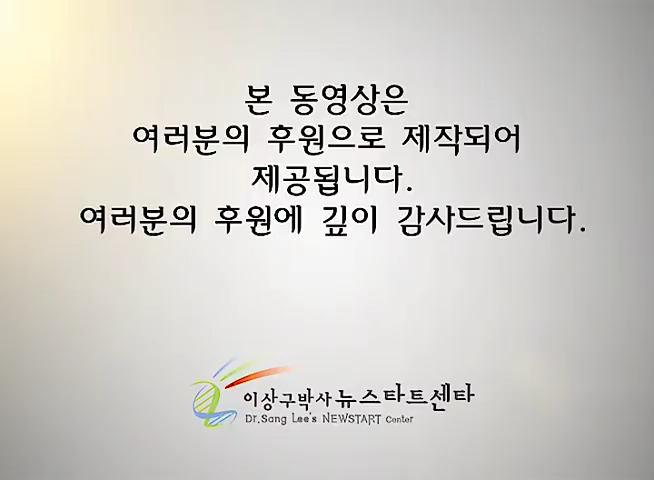 본 동영상은
여러분의 후원으로 제작되어
제공됩니다.
여러분의 후원에 깊이 감사드립니다.
이상구박사 뉴스타트센타
Dr.Sang Lee's NEWSTART Center